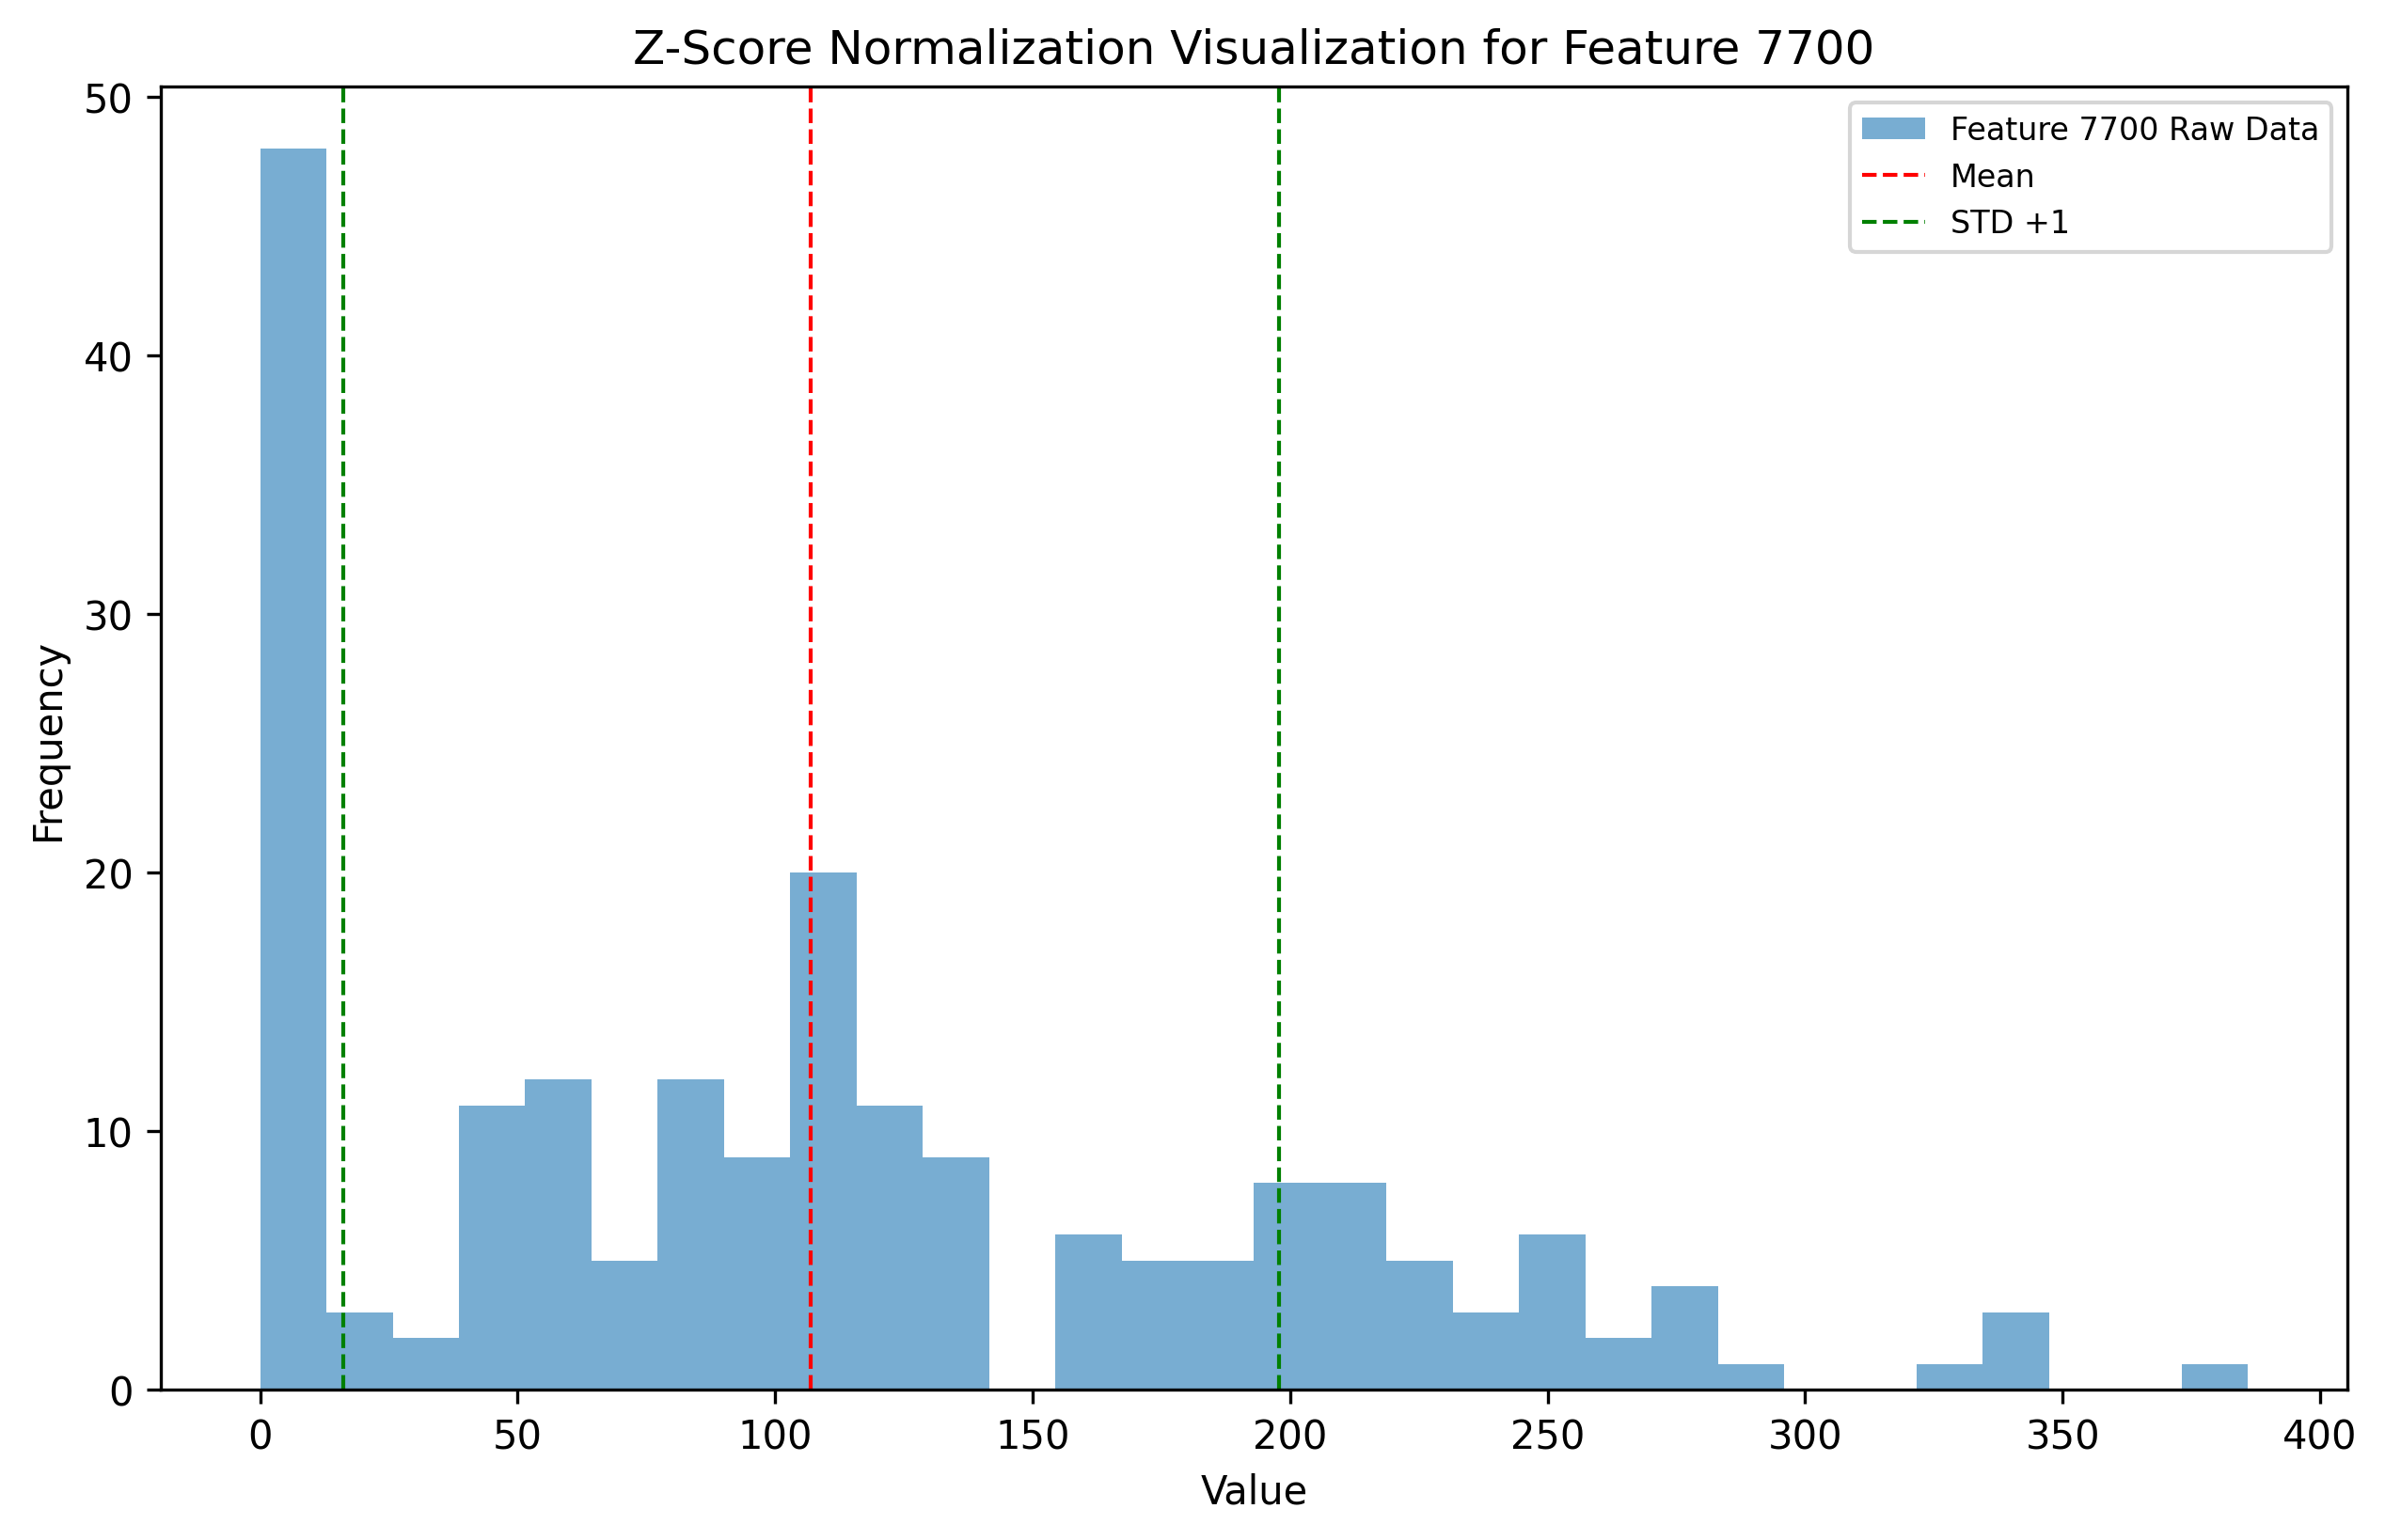 Z-Score Normalization Visualization for Feature 7700
Feature 7700 Raw Data
Mean
STD +1
50
40
30
20
10
0
Frequency
0 50 100 150 200 250 300 350 400
Value